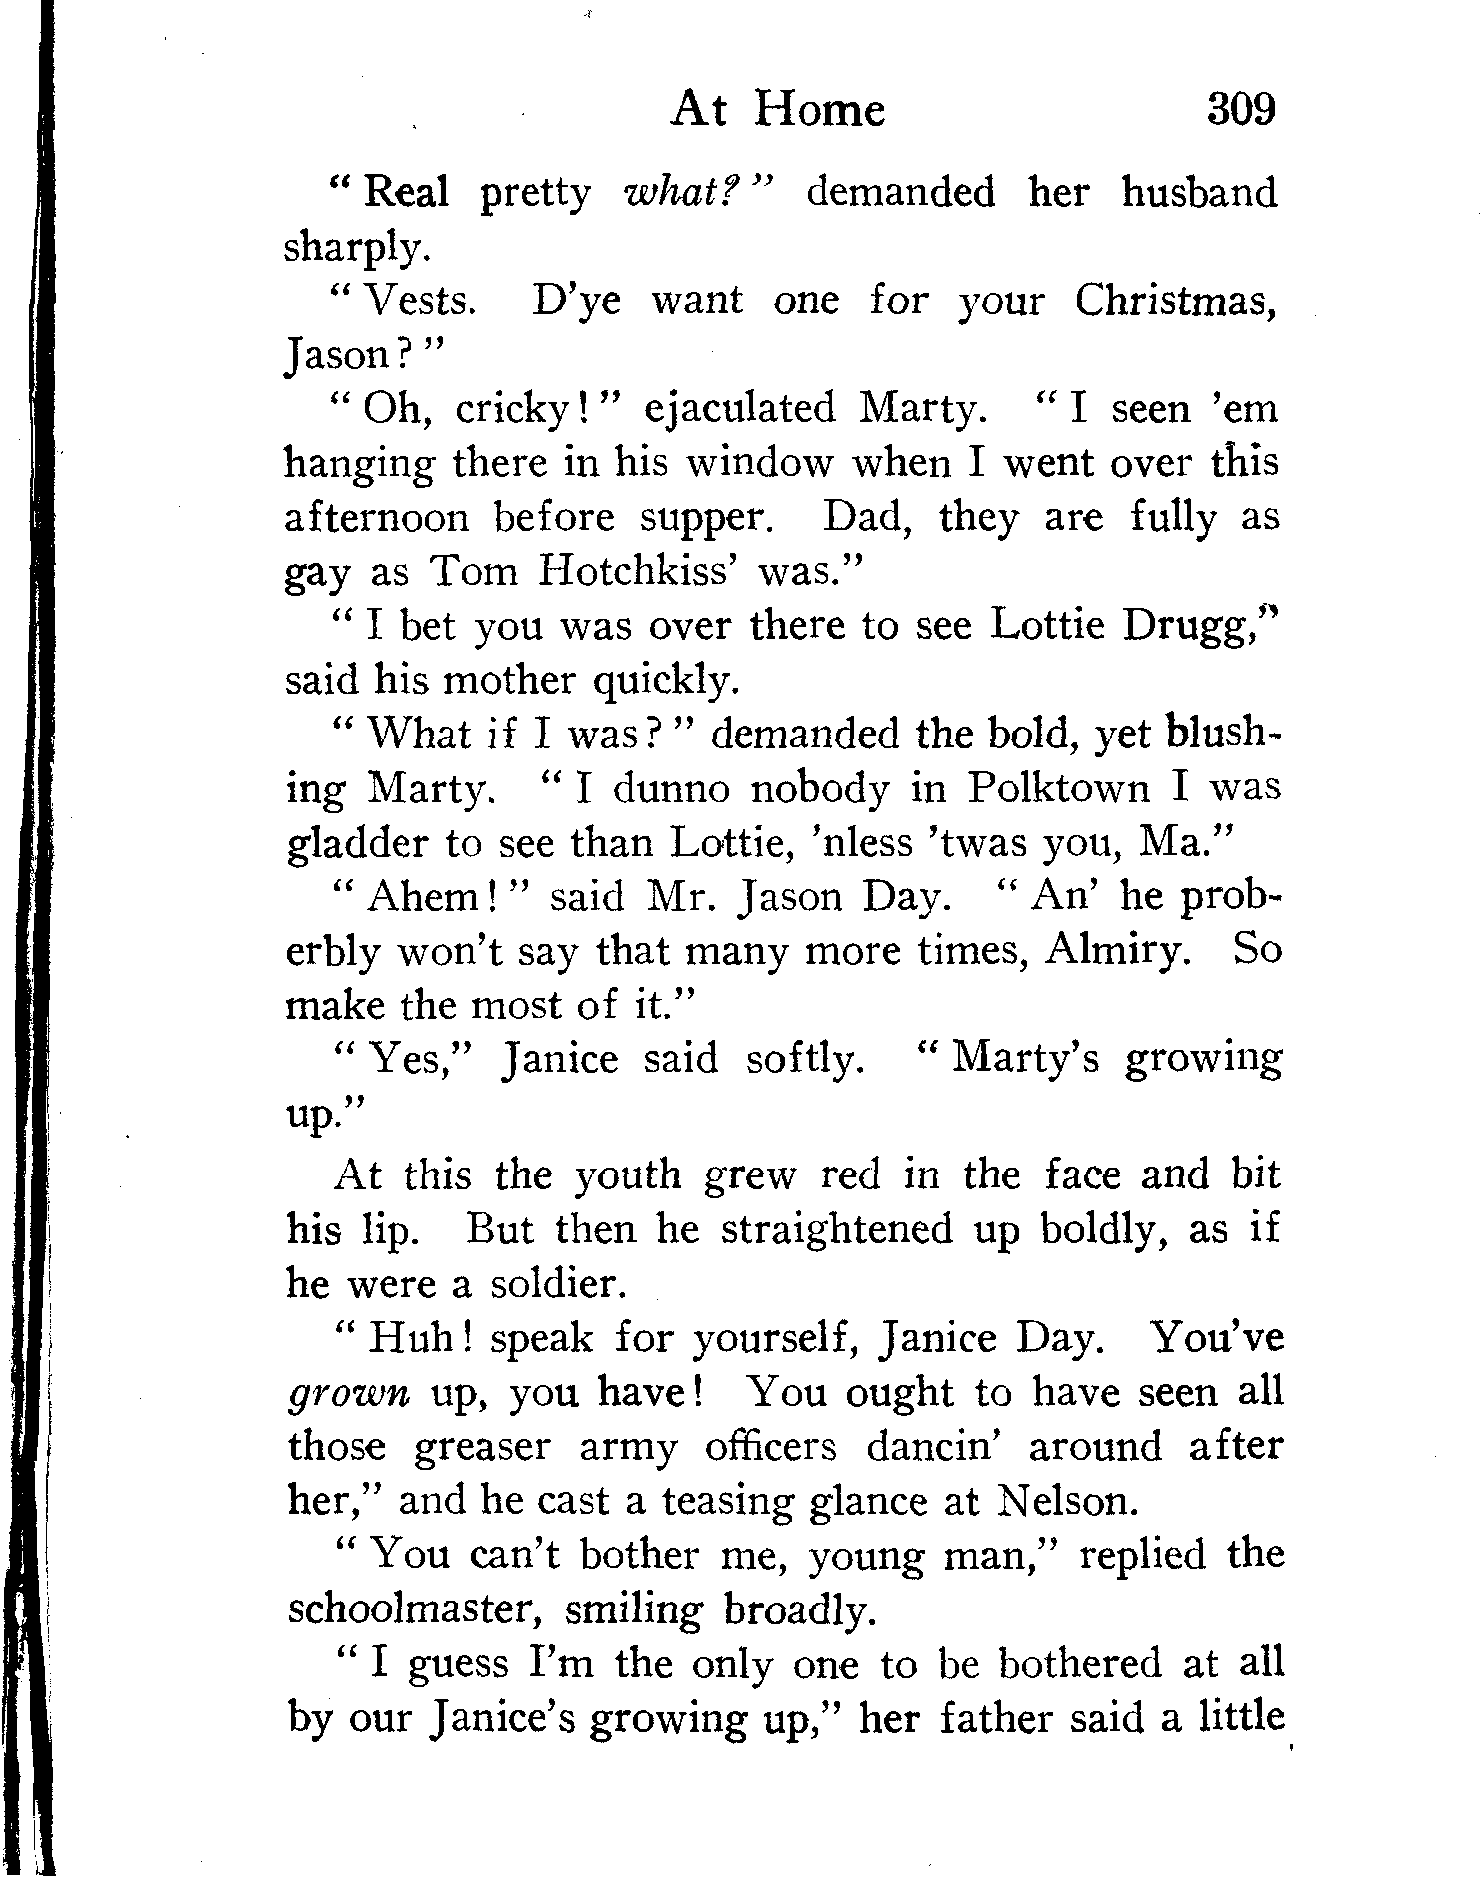 At Home 309
“ Real pretty what? ” demanded her husband
sharply.
“ Vests. D’ye want one for your Christmas,
Jason? ”
“ Oh, cricky! ” ejaculated Marty. “ I seen ’em
hanging there in his window when I went over this
afternoon before supper. Dad, they are fully as
gay as Tom Hotchkiss’ was.”
“ I bet you was over there to see Lottie Drugg,”
said his mother quickly.
“ What if I was? ” demanded the bold, yet blush-
ing Marty. “ I dunno nobody in Polktown I was
gladder to see than Lottie, ’nless ’twas you, Ma.”
“ Ahem! ” said Mr. Jason Day. “ An’ he prob-
erbly won’t say that many more times, Almiry. So
make the most of it.”
“ Yes,” Janice said softly. “ Marty’s growing
up.”
At this the youth grew red in the face and bit
his lip. But then he straightened up boldly, as if
he were a soldier.
“ Huh! speak for yourself, Janice Day. You’ve
grown up, you have! You ought to have seen all
those greaser army officers dancin’ around after
her,” and he cast a teasing glance at Nelson.
“ You can’t bother me, young man,” replied the
schoolmaster, smiling broadly.
“ I guess I’m the only one to be bothered at all
by our Janice’s growing up,” her father said a little